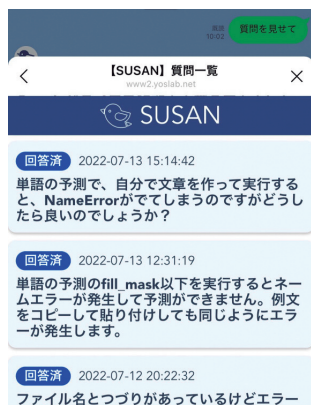 既読
10:02
質問を見せて
【SUSAN】質問一覧
www2.yoslab.net
SUSAN
回答済 2022-07-13 15:14:42
単語の予測で、自分で文章を作って実行する
と、NameErrorがでてしまうのですがどうし
たら良いのでしょうか？
回答済 2022-07-13 12:31:19
単語の予測のfill_mask以下を実行するとネー
ムエラーが発生して予測ができません。例文
をコピーして貼り付けしても同じようにエラ
ーが発生します。
回答済 2022-07-12 20:22:32
ファイル名とつづりがあっているけどエラー